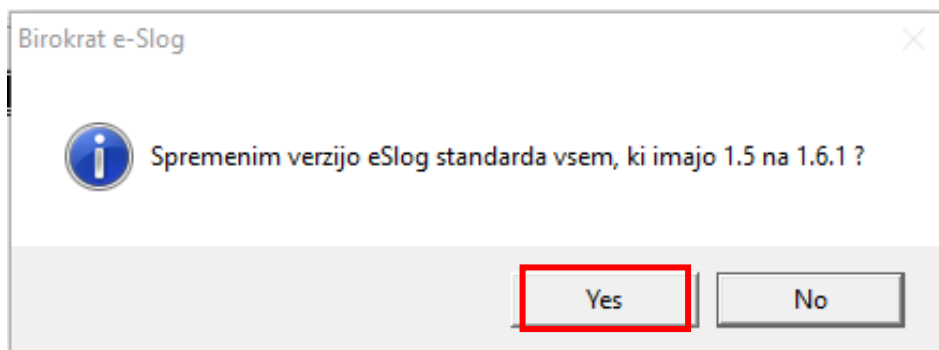 Birokrat e-Slog
Spremenim verzijo eSlog standarda vsem, ki imajo 1.5 na 1.6.1 ?
Yes No